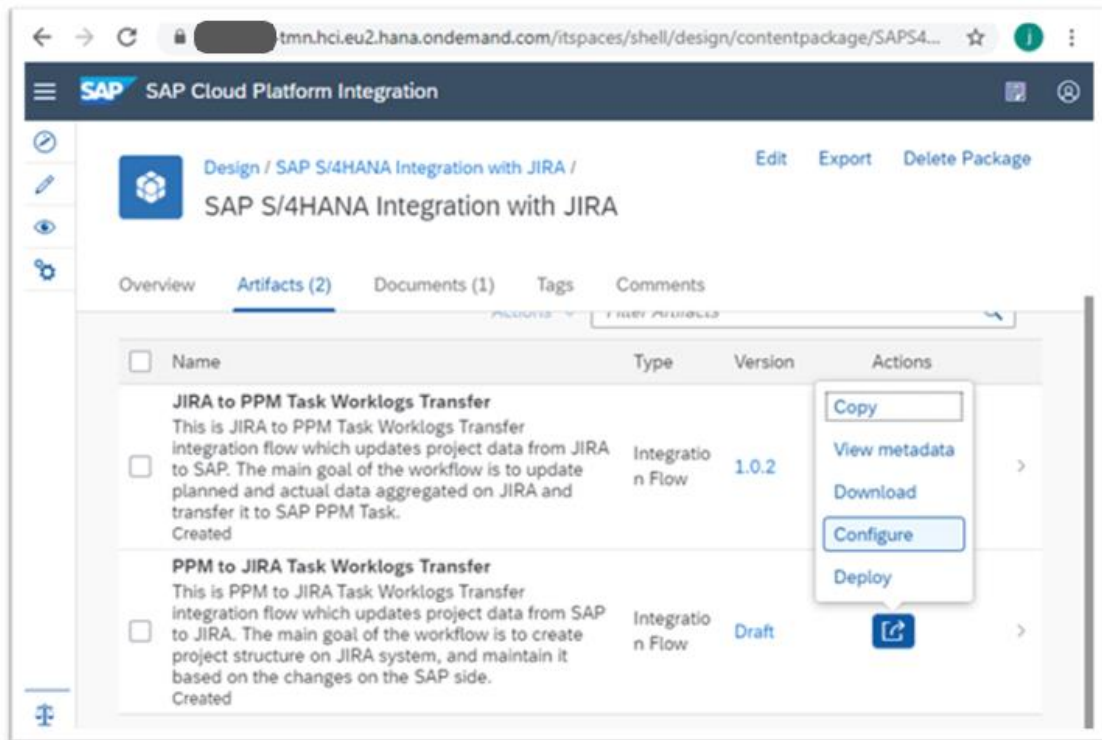 tmn.hci.eu2.hana.ondemand.com/itspaces/shell/design/contentpackage/SAPS4...
j
SAP SAP Cloud Platform Integration
Design / SAP S/4HANA Integration with JIRA /
Edit Export Delete Package
SAP S/4HANA Integration with JIRA
Overview Artifacts (2) Documents (1) Tags Comments
Actions Filter Artifacts
Name Type Version Actions
JIRA to PPM Task Worklogs Transfer
This is JIRA to PPM Task Worklogs Transfer
integration flow which updates project data from JIRA
to SAP. The main goal of the workflow is to update
planned and actual data aggregated on JIRA and
transfer it to SAP PPM Task.
Created
Integratio
n Flow
1.0.2
Copy
View metadata
Download
Configure
Deploy
PPM to JIRA Task Worklogs Transfer
This is PPM to JIRA Task Worklogs Transfer
integration flow which updates project data from SAP
to JIRA. The main goal of the workflow is to create
project structure on JIRA system, and maintain it
based on the changes on the SAP side.
Created
Integratio
n Flow
Draft